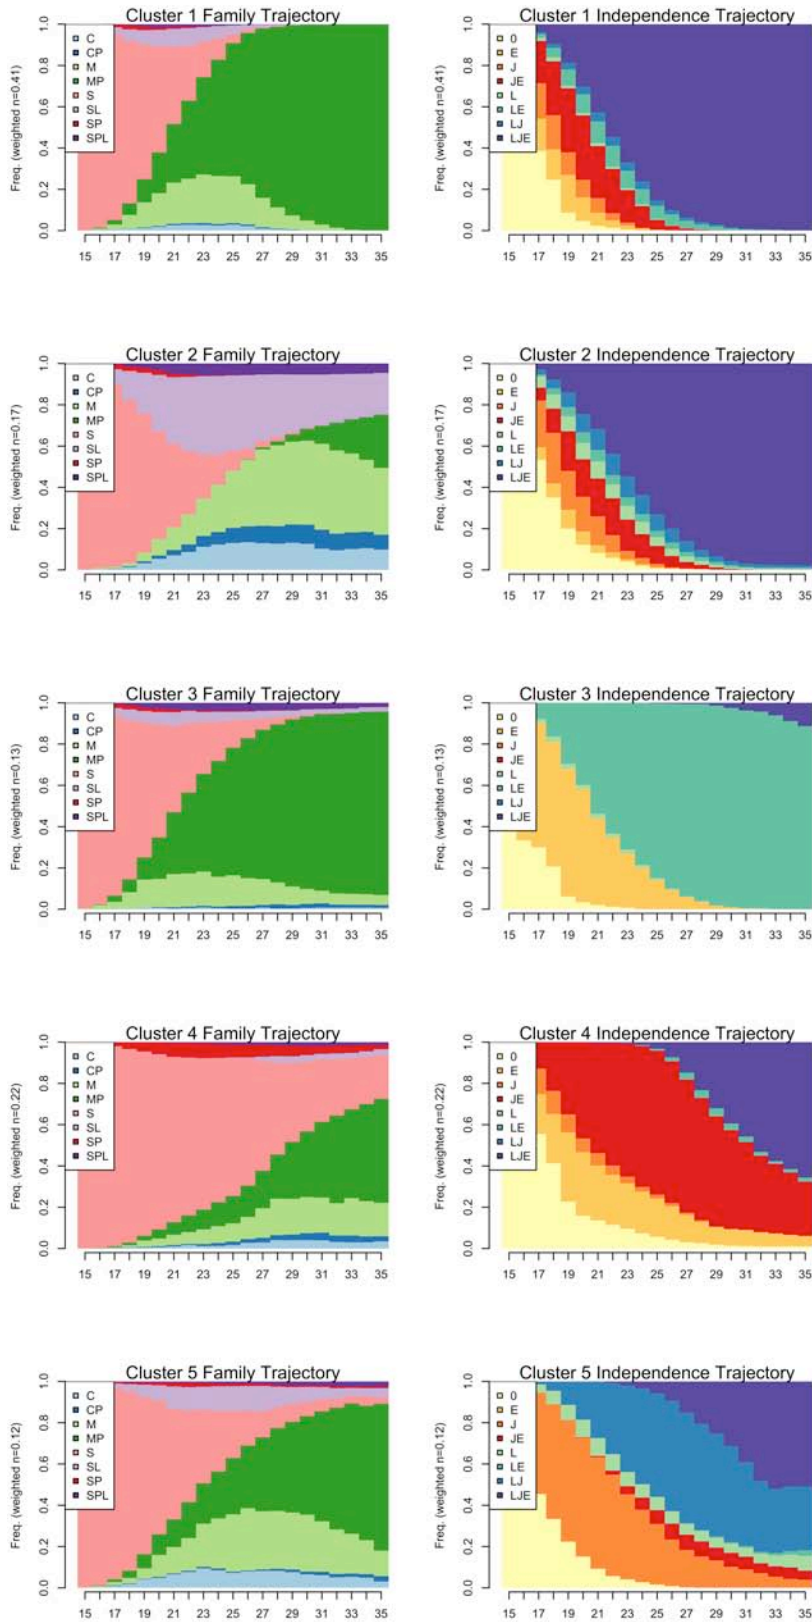 Cluster 1 Family Trajectory
Freq. (weighted n=0.41)
0.0 0.2 0.4 0.6 0.8 1.0
C
CP
M
MP
S
SL
SP
SPL
15 17 19 21 23 25 27 29 31 33 35
Cluster 1 Independence Trajectory
Freq. (weighted n=0.41)
0.0 0.2 0.4 0.6 0.8 1.0
0
E
J
JE
L
LE
LJ
LJE
15 17 19 21 23 25 27 29 31 33 35
Cluster 2 Family Trajectory
Freq. (weighted n=0.17)
0.0 0.2 0.4 0.6 0.8 1.0
C
CP
M
MP
S
SL
SP
SPL
15 17 19 21 23 25 27 29 31 33 35
Cluster 2 Independence Trajectory
Freq. (weighted n=0.17)
0.0 0.2 0.4 0.6 0.8 1.0
0
E
J
JE
L
LE
LJ
LJE
15 17 19 21 23 25 27 29 31 33 35
Cluster 3 Family Trajectory
Freq. (weighted n=0.13)
0.0 0.2 0.4 0.6 0.8 1.0
C
CP
M
MP
S
SL
SP
SPL
15 17 19 21 23 25 27 29 31 33 35
Cluster 3 Independence Trajectory
Freq. (weighted n=0.13)
0.0 0.2 0.4 0.6 0.8 1.0
0
E
J
JE
L
LE
LJ
LJE
15 17 19 21 23 25 27 29 31 33 35
Cluster 4 Family Trajectory
Freq. (weighted n=0.22)
0.0 0.2 0.4 0.6 0.8 1.0
C
CP
M
MP
S
SL
SP
SPL
15 17 19 21 23 25 27 29 31 33 35
Cluster 4 Independence Trajectory
Freq. (weighted n=0.22)
0.0 0.2 0.4 0.6 0.8 1.0
0
E
J
JE
L
LE
LJ
LJE
15 17 19 21 23 25 27 29 31 33 35
Cluster 5 Family Trajectory
Freq. (weighted n=0.12)
0.0 0.2 0.4 0.6 0.8 1.0
C
CP
M
MP
S
SL
SP
SPL
15 17 19 21 23 25 27 29 31 33 35
Cluster 5 Independence Trajectory
Freq. (weighted n=0.12)
0.0 0.2 0.4 0.6 0.8 1.0
0
E
J
JE
L
LE
LJ
LJE
15 17 19 21 23 25 27 29 31 33 35